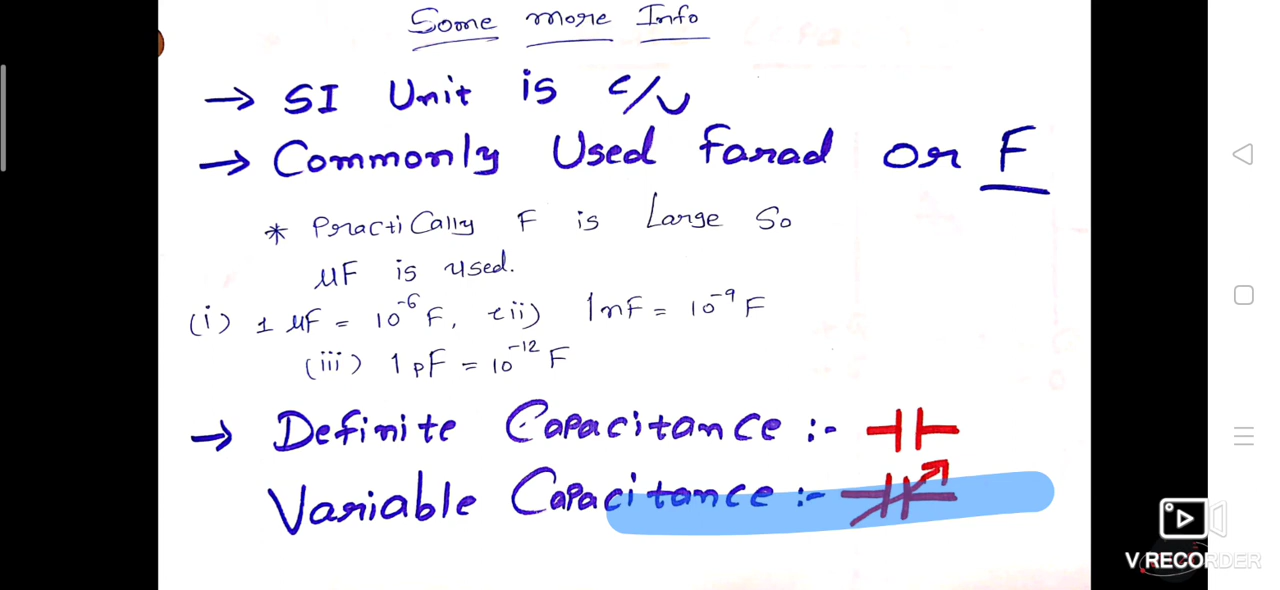 Some more Info
→ SI Unit is C/V
→ Commonly Used Farad or F
* Practically F is Large So
μF is used.
(i) 1 μF = 10⁻⁶ F, (ii) 1nF = 10⁻⁹ F
(iii) 1 pF = 10⁻¹² F
→ Definite Capacitance :-
Variable Capacitance :-
V RECORDER